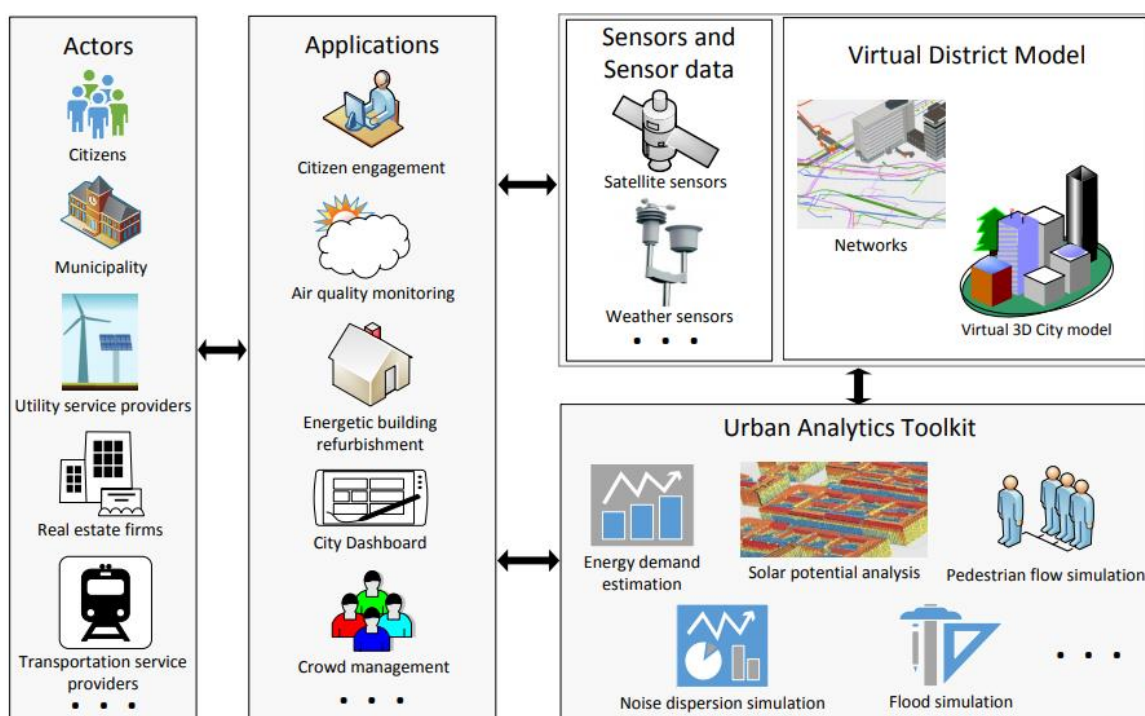 Actors
Citizens
Municipality
Utility service providers
Real estate firms
Transportation service
providers
• • •
Applications
Citizen engagement
Air quality monitoring
Energetic building
refurbishment
City Dashboard
Crowd management
• • •
Sensors and
Sensor data
Satellite sensors
Weather sensors
• • •
Virtual District Model
Networks
Virtual 3D City model
Urban Analytics Toolkit
Energy demand
estimation
Solar potential analysis
Pedestrian flow simulation
Noise dispersion simulation
Flood simulation
• • •